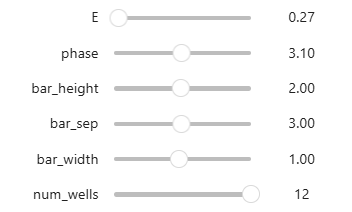 E 0.27
phase 3.10
bar_height 2.00
bar_sep 3.00
bar_width 1.00
num_wells 12